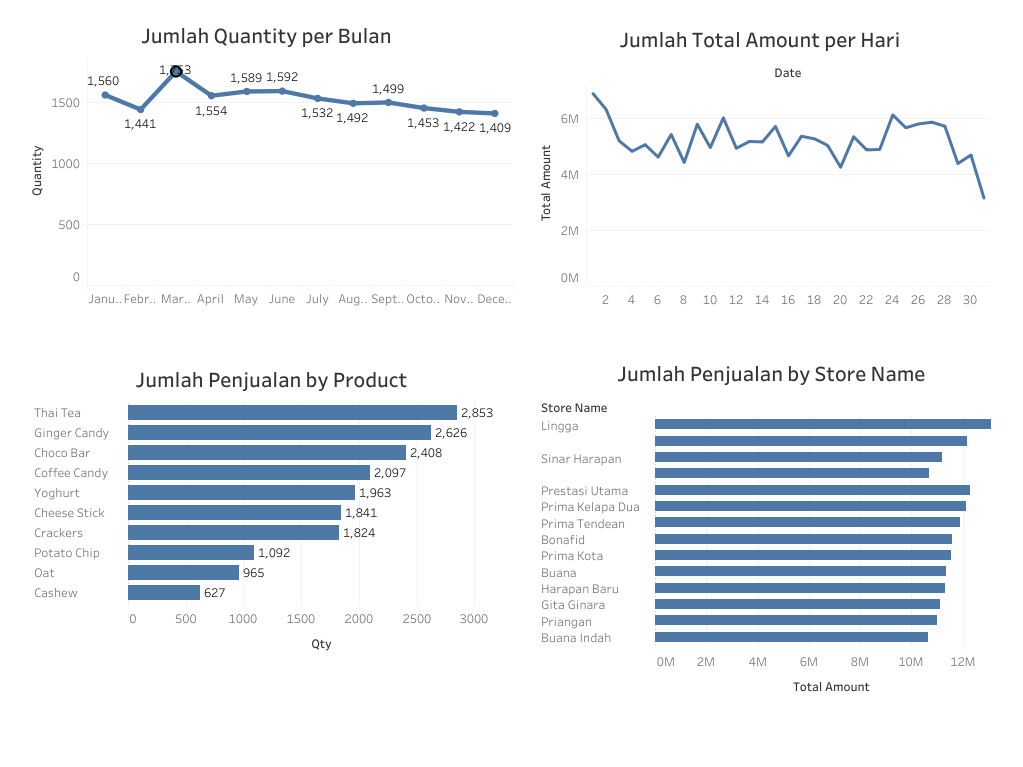 Jumlah Quantity per Bulan
1,560
1,441
1,554
1,589
1,592
1,532
1,492
1,499
1,453
1,422
1,409
Quantity
1500
1000
500
0
Janu.. Febr.. Mar.. April May June July Aug.. Sept.. Octo.. Nov.. Dece..
Jumlah Total Amount per Hari
Date
Total Amount
6M
4M
2M
0M
2 4 6 8 10 12 14 16 18 20 22 24 26 28 30
Jumlah Penjualan by Product
Thai Tea 2,853
Ginger Candy 2,626
Choco Bar 2,408
Coffee Candy 2,097
Yoghurt 1,963
Cheese Stick 1,841
Crackers 1,824
Potato Chip 1,092
Oat 965
Cashew 627
0 500 1000 1500 2000 2500 3000
Qty
Jumlah Penjualan by Store Name
Store Name
Lingga
Sinar Harapan
Prestasi Utama
Prima Kelapa Dua
Prima Tendean
Bonafid
Prima Kota
Buana
Harapan Baru
Gita Ginara
Priangan
Buana Indah
0M 2M 4M 6M 8M 10M 12M
Total Amount